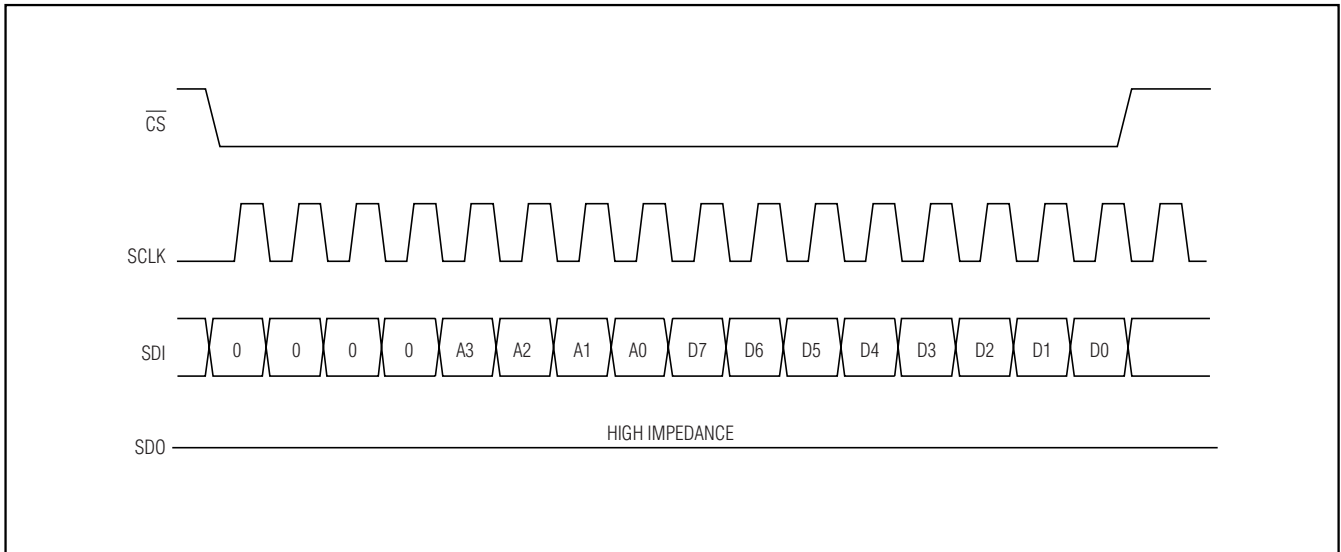 C̅S̅
SCLK
SDI 0 0 0 0 A3 A2 A1 A0 D7 D6 D5 D4 D3 D2 D1 D0
HIGH IMPEDANCE
SDO